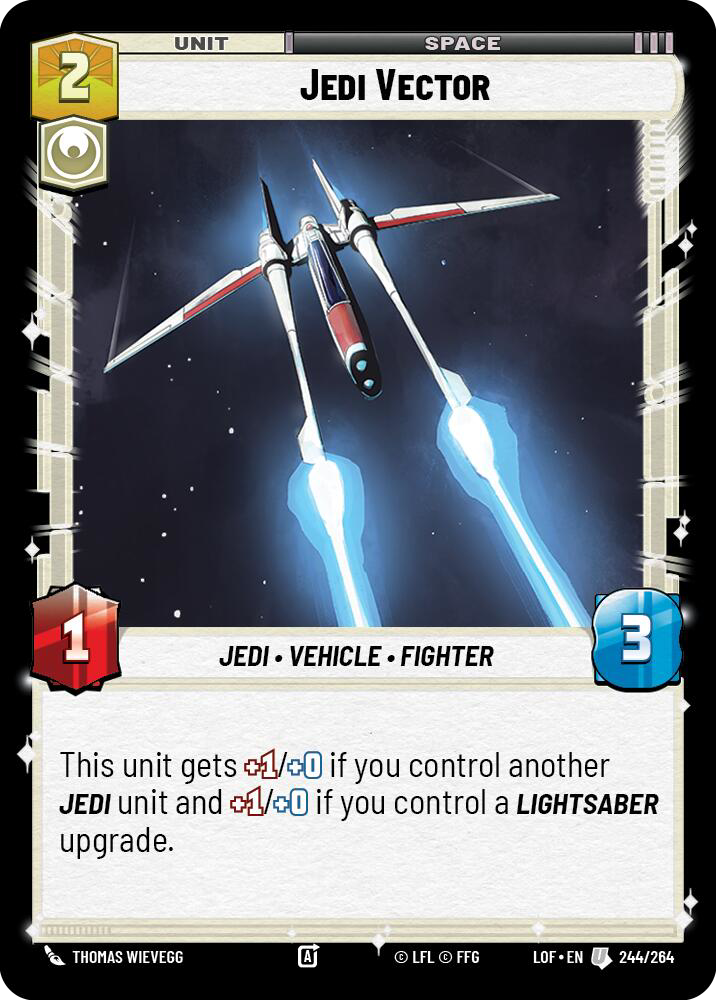 UNIT SPACE
2 JEDI VECTOR
1 JEDI • VEHICLE • FIGHTER 3
This unit gets +1/+0 if you control another
JEDI unit and +1/+0 if you control a LIGHTSABER
upgrade.
THOMAS WIEVEGG A © LFL © FFG LOF • EN U 244/264